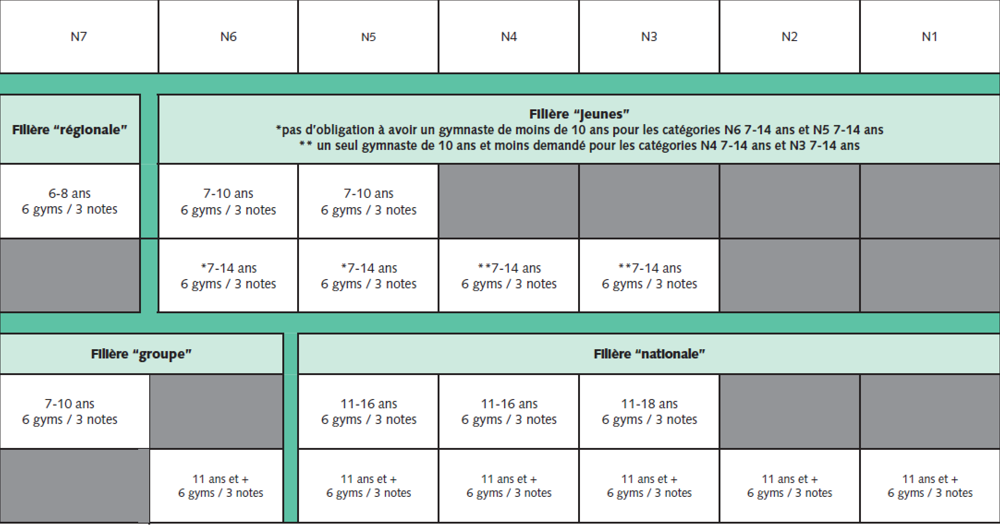 N7
N6
N5
N4
N3
N2
N1
Filière “régionale”
Filière “Jeunes”
*pas d’obligation à avoir un gymnaste de moins de 10 ans pour les catégories N6 7-14 ans et N5 7-14 ans
** un seul gymnaste de 10 ans et moins demandé pour les catégories N4 7-14 ans et N3 7-14 ans
6-8 ans
6 gyms / 3 notes
7-10 ans
6 gyms / 3 notes
7-10 ans
6 gyms / 3 notes
*7-14 ans
6 gyms / 3 notes
*7-14 ans
6 gyms / 3 notes
**7-14 ans
6 gyms / 3 notes
**7-14 ans
6 gyms / 3 notes
Filière “groupe”
Filière “nationale”
7-10 ans
6 gyms / 3 notes
11-16 ans
6 gyms / 3 notes
11-16 ans
6 gyms / 3 notes
11-18 ans
6 gyms / 3 notes
11 ans et +
6 gyms / 3 notes
11 ans et +
6 gyms / 3 notes
11 ans et +
6 gyms / 3 notes
11 ans et +
6 gyms / 3 notes
11 ans et +
6 gyms / 3 notes
11 ans et +
6 gyms / 3 notes